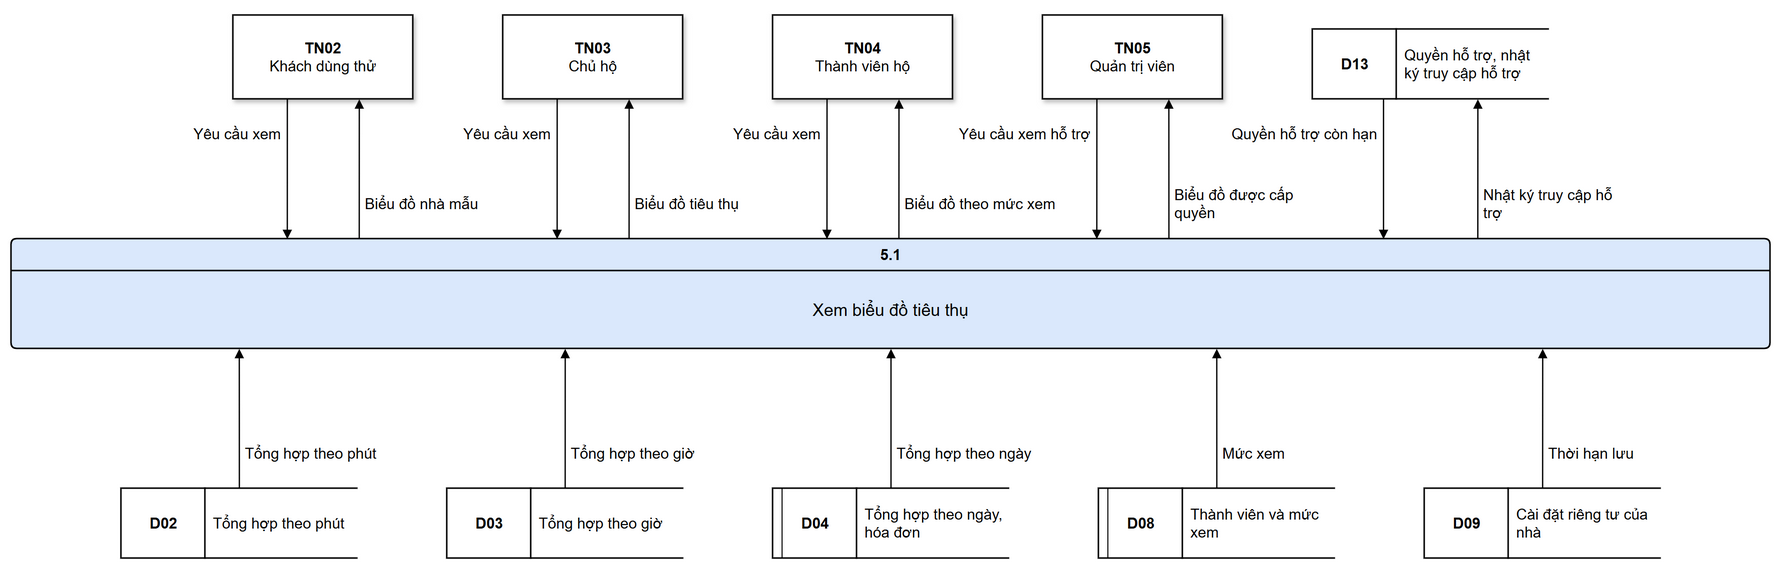 TN02
Khách dùng thử
TN03
Chủ hộ
TN04
Thành viên hộ
TN05
Quản trị viên
D13
Quyền hỗ trợ, nhật
ký truy cập hỗ trợ
Yêu cầu xem
Yêu cầu xem
Yêu cầu xem
Yêu cầu xem hỗ trợ
Quyền hỗ trợ còn hạn
Biểu đồ nhà mẫu
Biểu đồ tiêu thụ
Biểu đồ theo mức xem
Biểu đồ được cấp
quyền
Nhật ký truy cập hỗ
trợ
5.1
Xem biểu đồ tiêu thụ
Tổng hợp theo phút
Tổng hợp theo giờ
Tổng hợp theo ngày
Mức xem
Thời hạn lưu
D02
Tổng hợp theo phút
D03
Tổng hợp theo giờ
D04
Tổng hợp theo ngày,
hóa đơn
D08
Thành viên và mức
xem
D09
Cài đặt riêng tư của
nhà